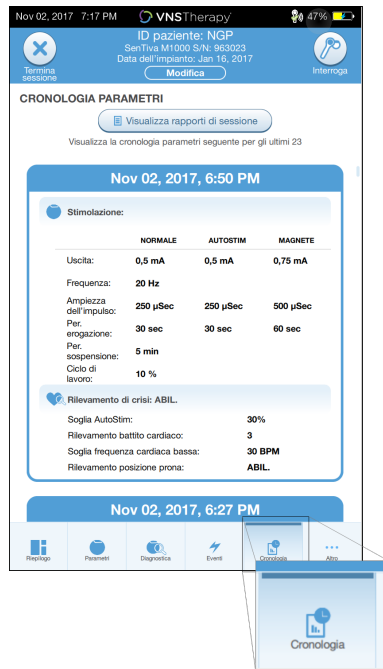 Nov 02, 2017 7:17 PM VNSTherapy 47%
ID paziente: NGP
SenTiva M1000 S/N: 963023
Data dell'impianto: Jan 16, 2017
Modifica
Termina
sessione
Interroga
CRONOLOGIA PARAMETRI
Visualizza rapporti di sessione
Visualizza la cronologia parametri seguente per gli ultimi 23
Nov 02, 2017, 6:50 PM
Stimolazione:
NORMALE AUTOSTIM MAGNETE
Uscita: 0,5 mA 0,5 mA 0,75 mA
Frequenza: 20 Hz
Ampiezza
dell'impulso: 250 µSec 250 µSec 500 µSec
Per.
erogazione: 30 sec 30 sec 60 sec
Per.
sospensione: 5 min
Ciclo di
lavoro: 10 %
Rilevamento di crisi: ABIL.
Soglia AutoStim: 30%
Rilevamento battito cardiaco: 3
Soglia frequenza cardiaca bassa: 30 BPM
Rilevamento posizione prona: ABIL.
Nov 02, 2017, 6:27 PM
Riepilogo Parametri Diagnostica Eventi Cronologia Altro
Cronologia